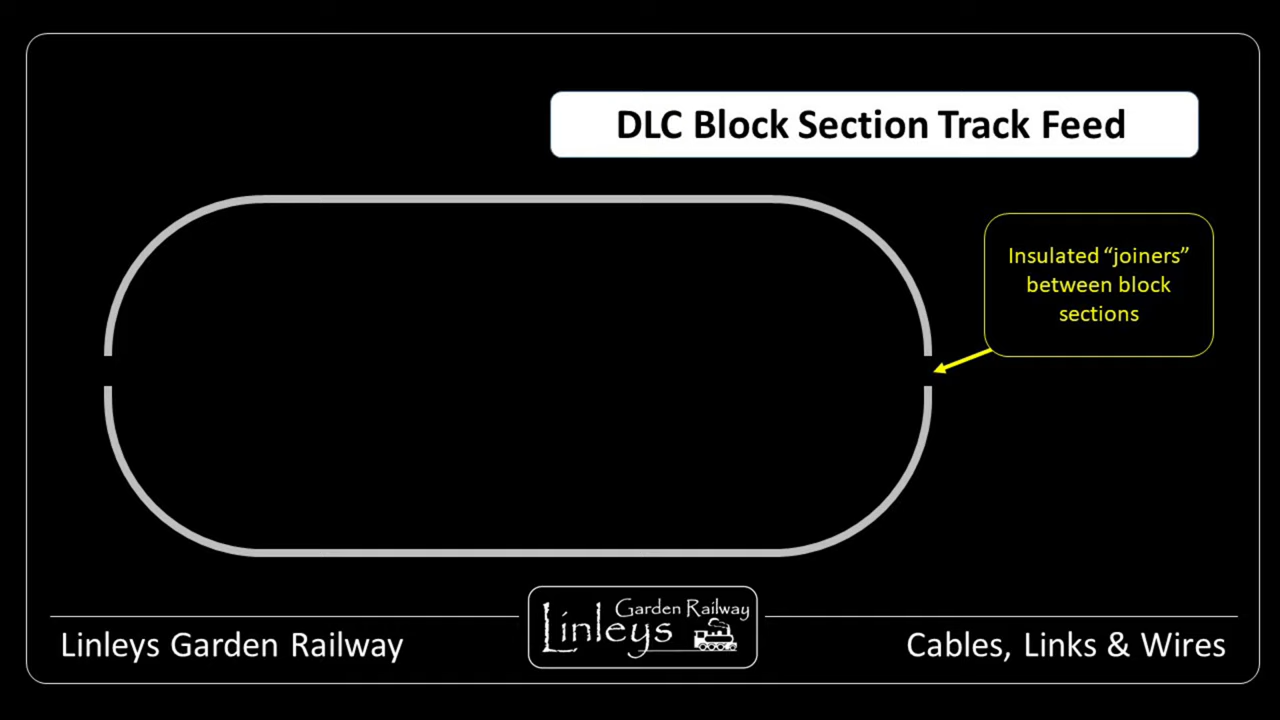 DLC Block Section Track Feed
Insulated “joiners”
between block
sections
Linleys Garden Railway
Garden Railway
Linleys
Cables, Links & Wires